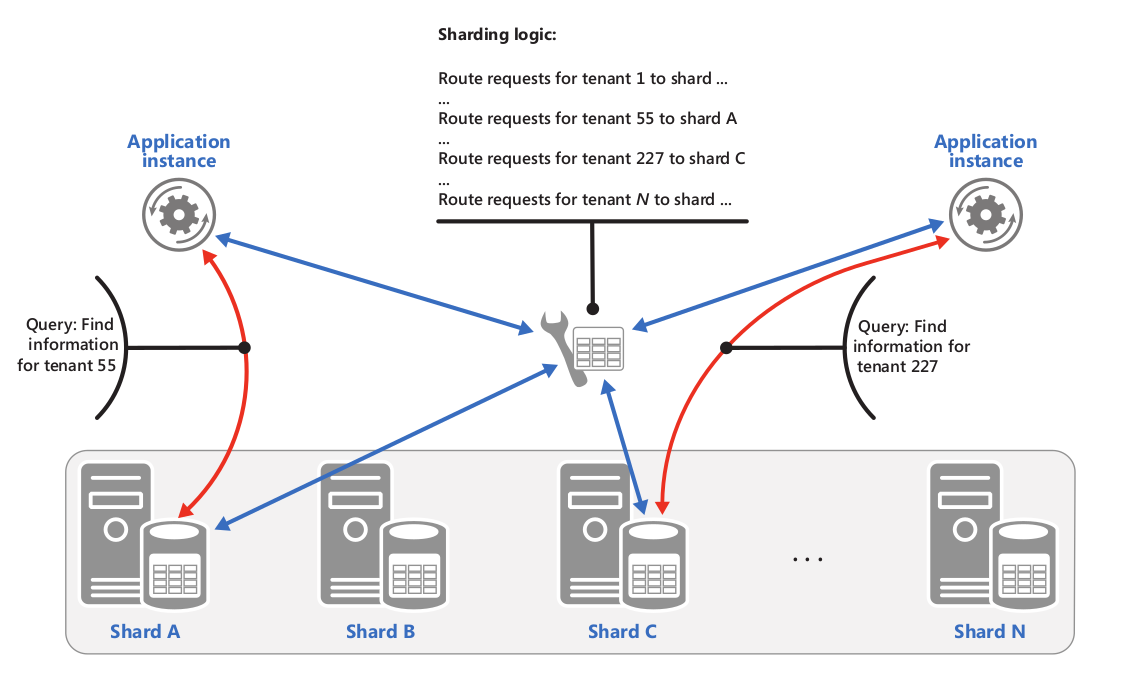 Sharding logic:
Route requests for tenant 1 to shard ...
...
Route requests for tenant 55 to shard A
...
Route requests for tenant 227 to shard C
...
Route requests for tenant N to shard ...
Application
instance
Application
instance
Query: Find
information
for tenant 55
Query: Find
information for
tenant 227
...
Shard A
Shard B
Shard C
Shard N